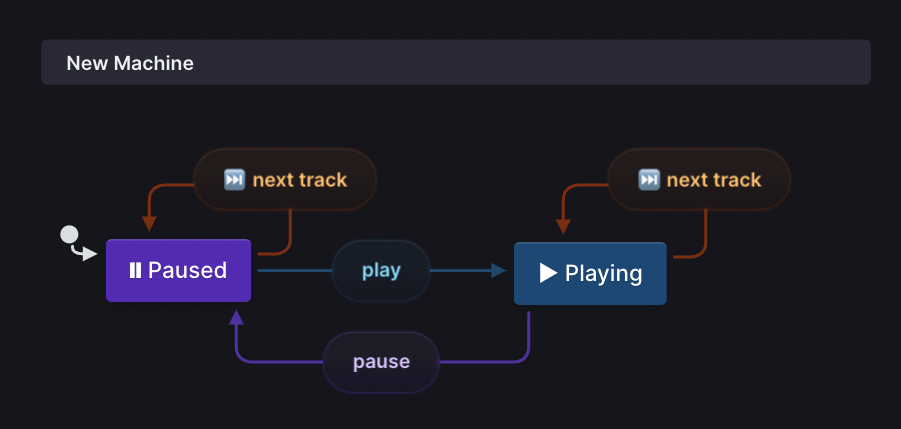 New Machine
⏭️ next track
⏭️ next track
⏸ Paused
play
▶ Playing
pause